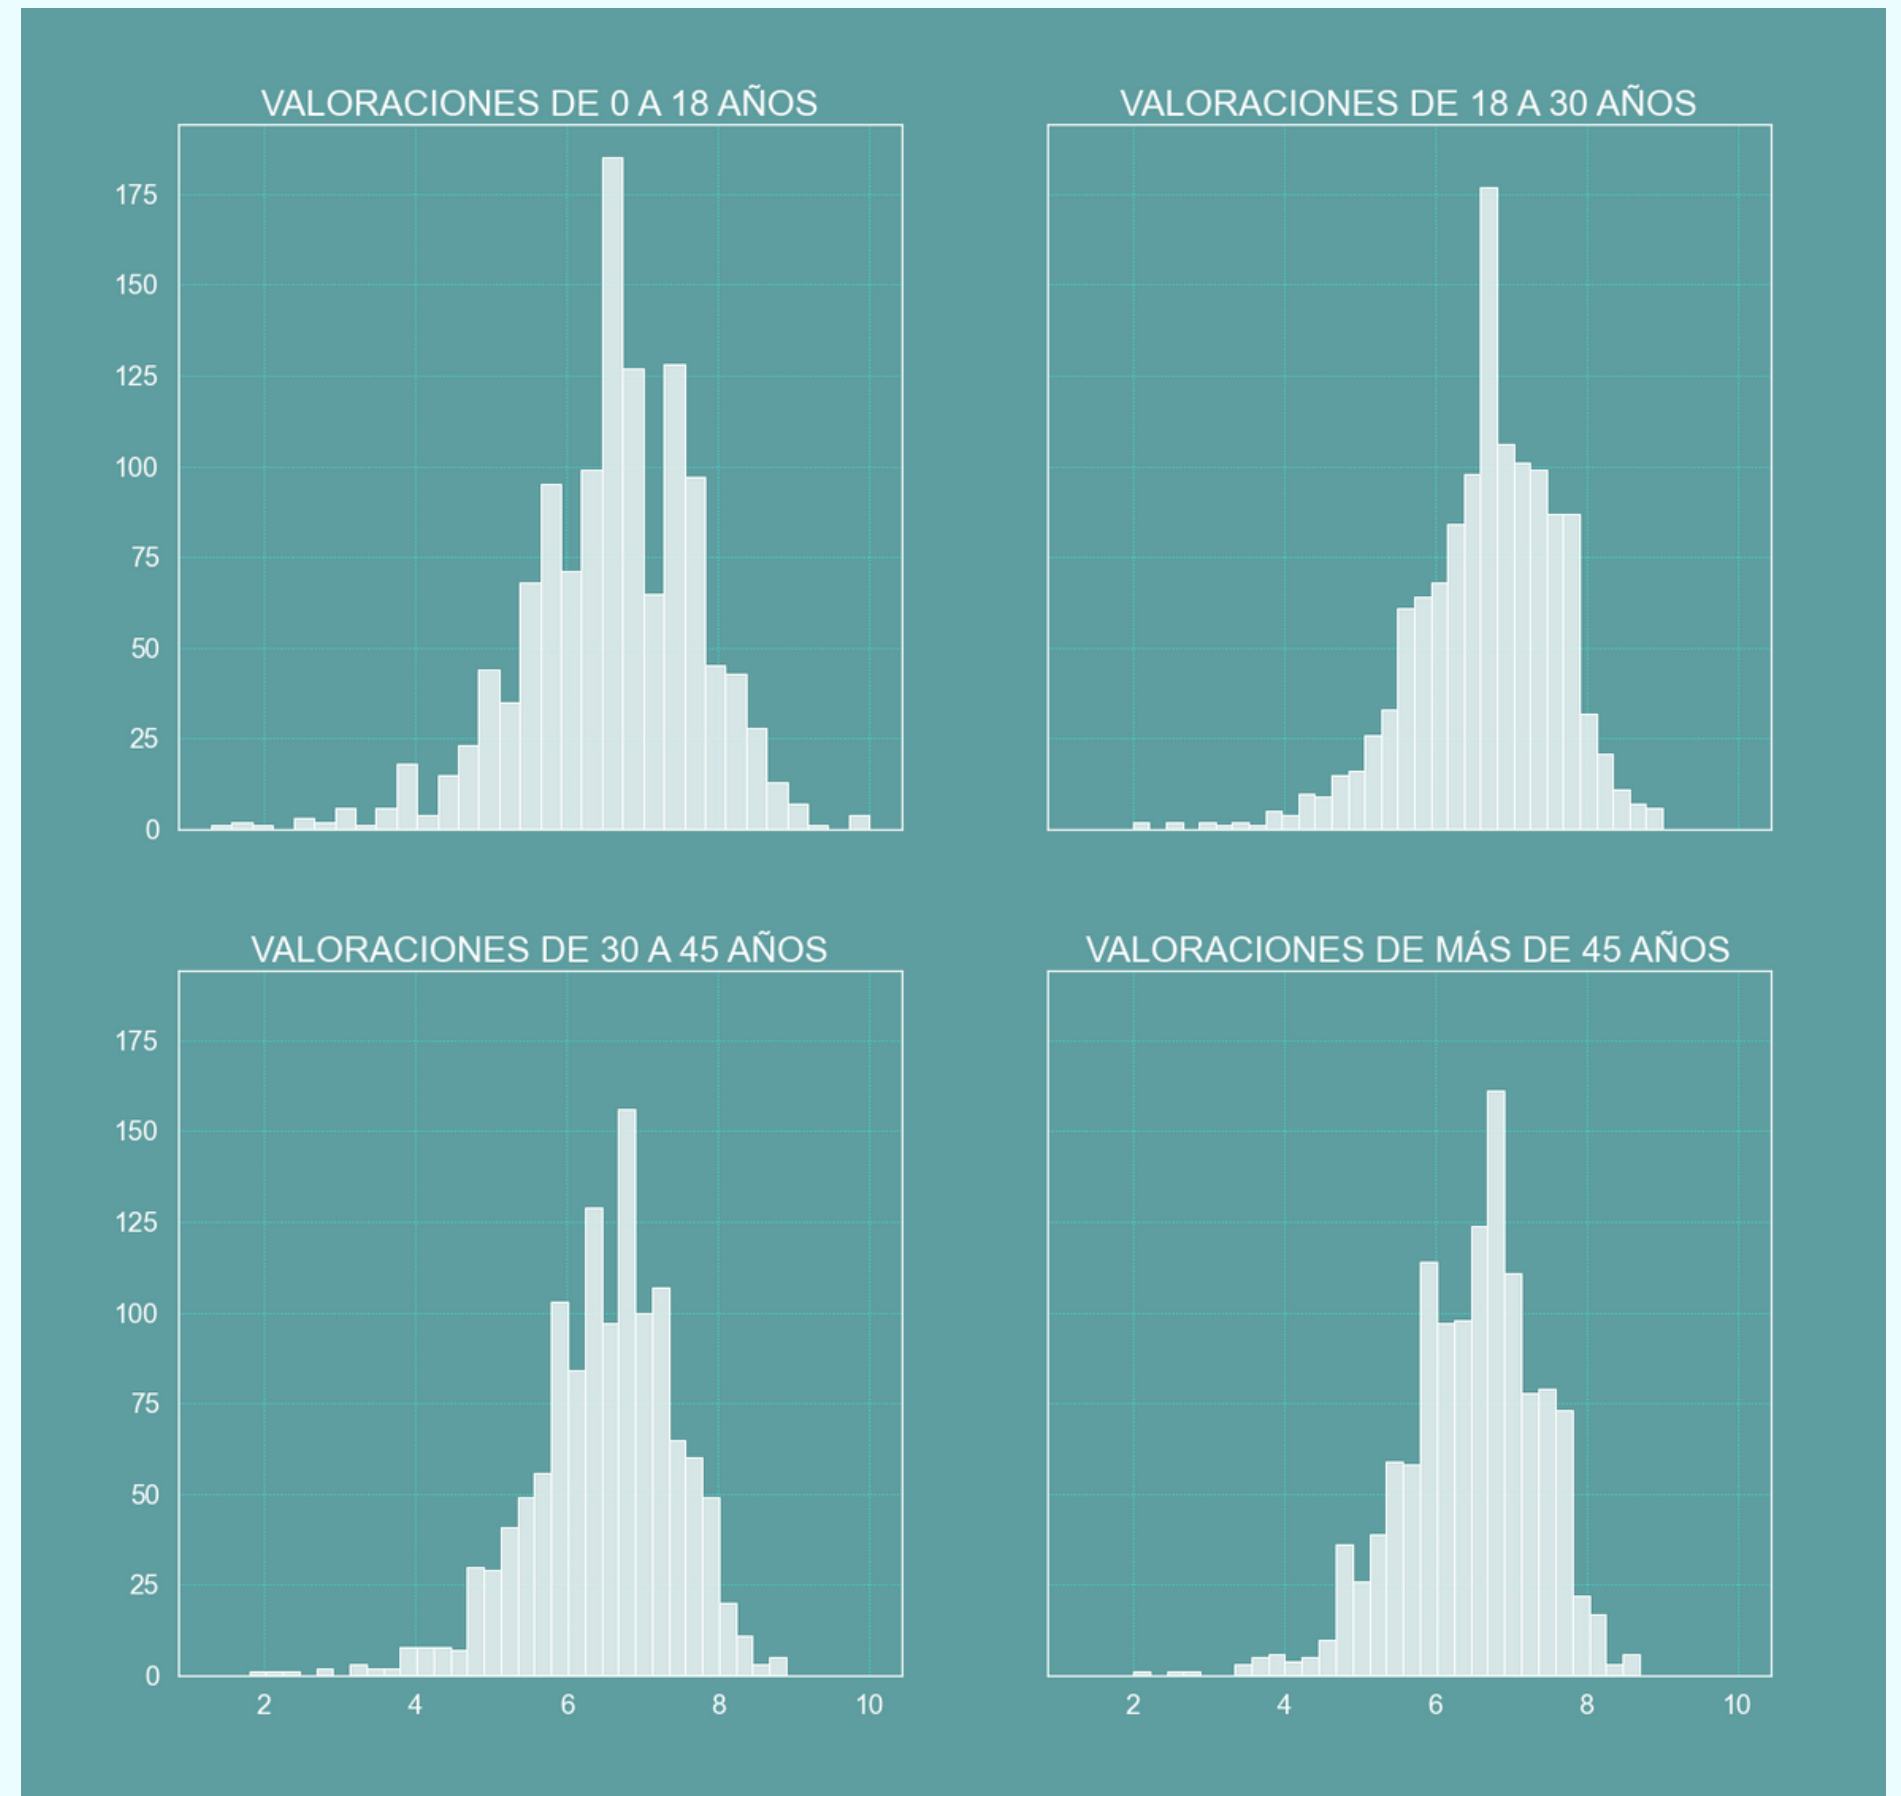 VALORACIONES DE 0 A 18 AÑOS
VALORACIONES DE 18 A 30 AÑOS
175
150
125
100
75
50
25
0
VALORACIONES DE 30 A 45 AÑOS
VALORACIONES DE MÁS DE 45 AÑOS
175
150
125
100
75
50
25
0
2 4 6 8 10
2 4 6 8 10